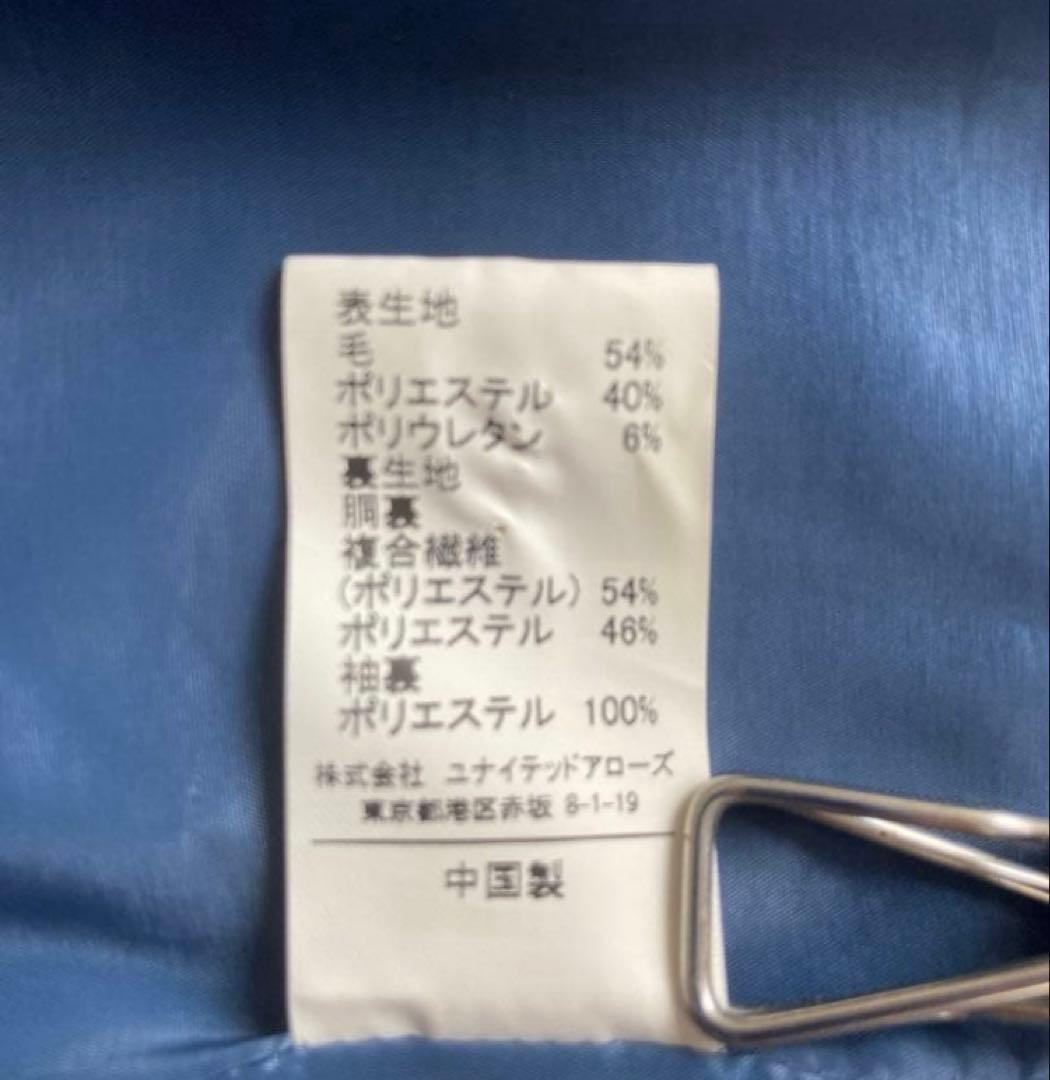 表生地
毛 54%
ポリエステル 40%
ポリウレタン 6%
裏生地
胴裏
複合繊維
(ポリエステル) 54%
ポリエステル 46%
袖裏
ポリエステル 100%
株式会社 ユナイテッドアローズ
東京都港区赤坂 8-1-19
中国製